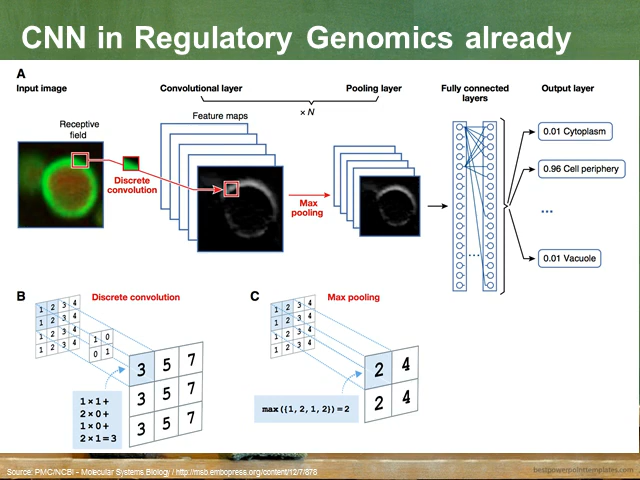 CNN in Regulatory Genomics already
A
Input image
Convolutional layer
Pooling layer
Fully connected
layers
Output layer
× N
Receptive
field
Feature maps
Discrete
convolution
Max
pooling
0.01 Cytoplasm
0.96 Cell periphery
...
0.01 Vacuole
...
B
Discrete convolution
1 2 3 4
1 2 3 4
1 2 3 4
1 2 3 4
1 0
0 1
3 5 7
3 5 7
3 5 7
1×1+
2×0+
1×0+
2×1=3
C
Max pooling
1 2 3 4
1 2 3 4
1 2 3 4
1 2 3 4
2 4
2 4
max({1,2,1,2})=2
Source: PMC/NCBI - Molecular Systems Biology / http://msb.embopress.org/content/12/7/878
bestpowerpointtemplates.com